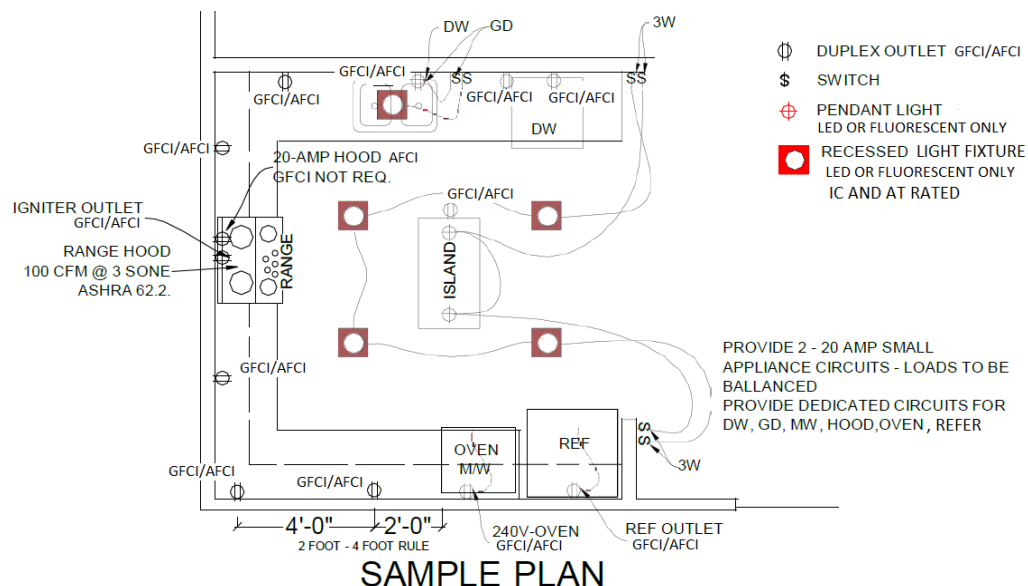 DW
GD
3W
GFCI/AFCI
S S
S S
GFCI/AFCI
GFCI/AFCI
GFCI/AFCI
DW
DUPLEX OUTLET GFCI/AFCI
$ SWITCH
PENDANT LIGHT
LED OR FLUORESCENT ONLY
RECESSED LIGHT FIXTURE
LED OR FLUORESCENT ONLY
IC AND AT RATED
GFCI/AFCI
20-AMP HOOD AFCI
GFCI NOT REQ.
IGNITER OUTLET
GFCI/AFCI
RANGE HOOD
100 CFM @ 3 SONE
ASHRA 62.2.
RANGE
GFCI/AFCI
ISLAND
GFCI/AFCI
PROVIDE 2 - 20 AMP SMALL
APPLIANCE CIRCUITS - LOADS TO BE
BALLANCED
PROVIDE DEDICATED CIRCUITS FOR
DW, GD, MW, HOOD,OVEN , REFER
OVEN
M/W
REF
S S
3W
GFCI/AFCI
GFCI/AFCI
4'-0"
2'-0"
2 FOOT - 4 FOOT RULE
240V-OVEN
GFCI/AFCI
REF OUTLET
GFCI/AFCI
SAMPLE PLAN